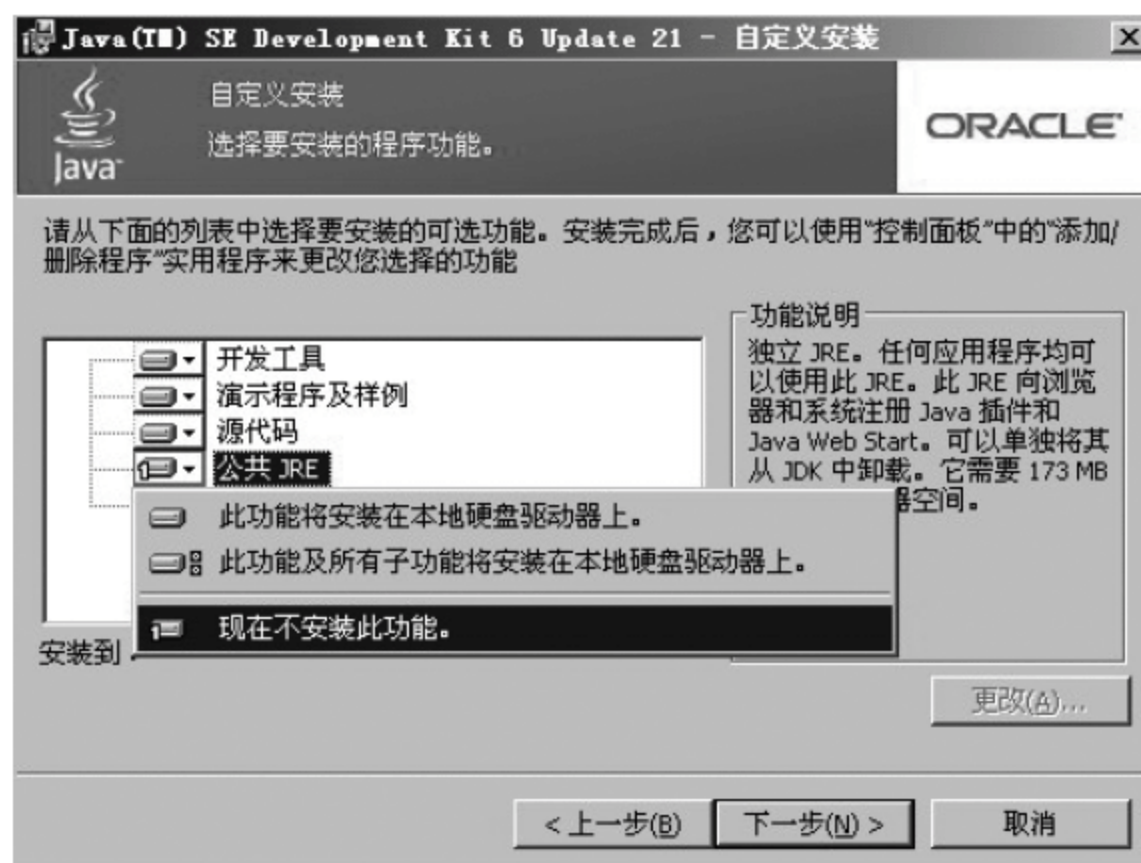 Java(TM) SE Development Kit 6 Update 21 - 自定义安装
Java
自定义安装
选择要安装的程序功能。
ORACLE
请从下面的列表中选择要安装的可选功能。安装完成后，您可以使用“控制面板”中的“添加/
删除程序”实用程序来更改您选择的功能
开发工具
演示程序及样例
源代码
公共 JRE
此功能将安装在本地硬盘驱动器上。
此功能及所有子功能将安装在本地硬盘驱动器上。
现在不安装此功能。
功能说明
独立 JRE。任何应用程序均可
以使用此 JRE。此 JRE 向浏览
器和系统注册 Java 插件和
Java Web Start。可以单独将其
从 JDK 中卸载。它需要 173 MB
器空间。
安装到
更改(A)...
< 上一步(B)
下一步(N) >
取消